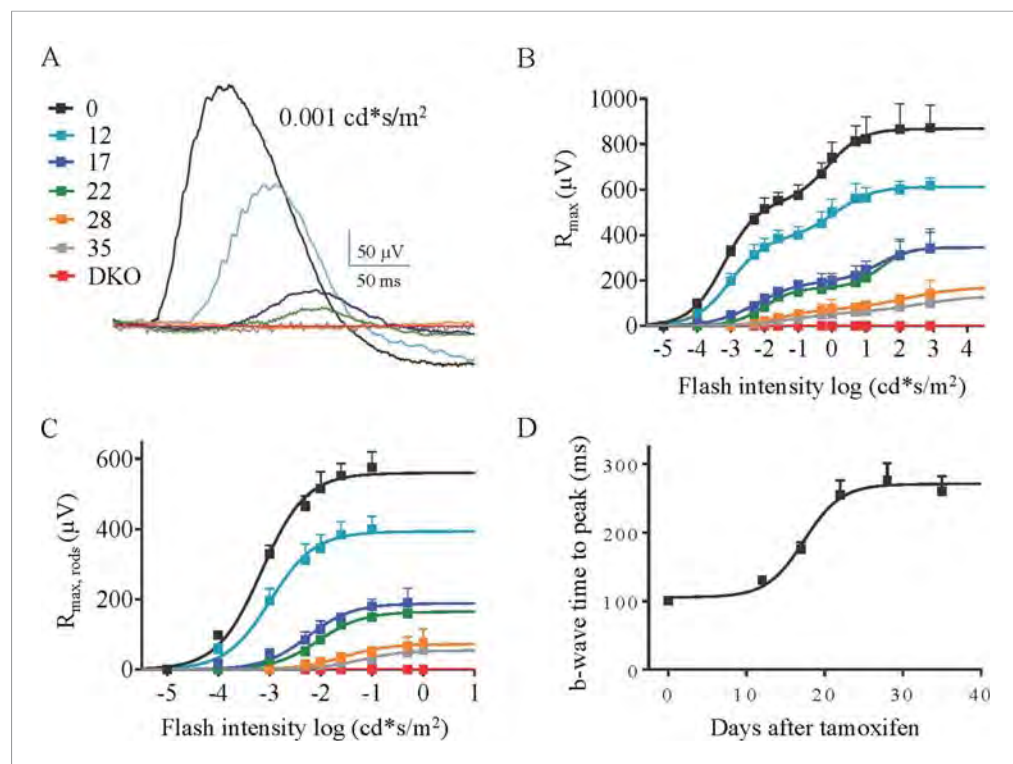 A
0
12
17
22
28
35
DKO
0.001 cd*s/m²
50 µV
50 ms
B
1000
800
600
400
200
0
-5 -4 -3 -2 -1 0 1 2 3 4
Rmax (µV)
Flash intensity log (cd*s/m²)
C
600
400
200
0
-5 -4 -3 -2 -1 0 1
Rmax, rods (µV)
Flash intensity log (cd*s/m²)
D
300
200
100
0
0 10 20 30 40
b-wave time to peak (ms)
Days after tamoxifen